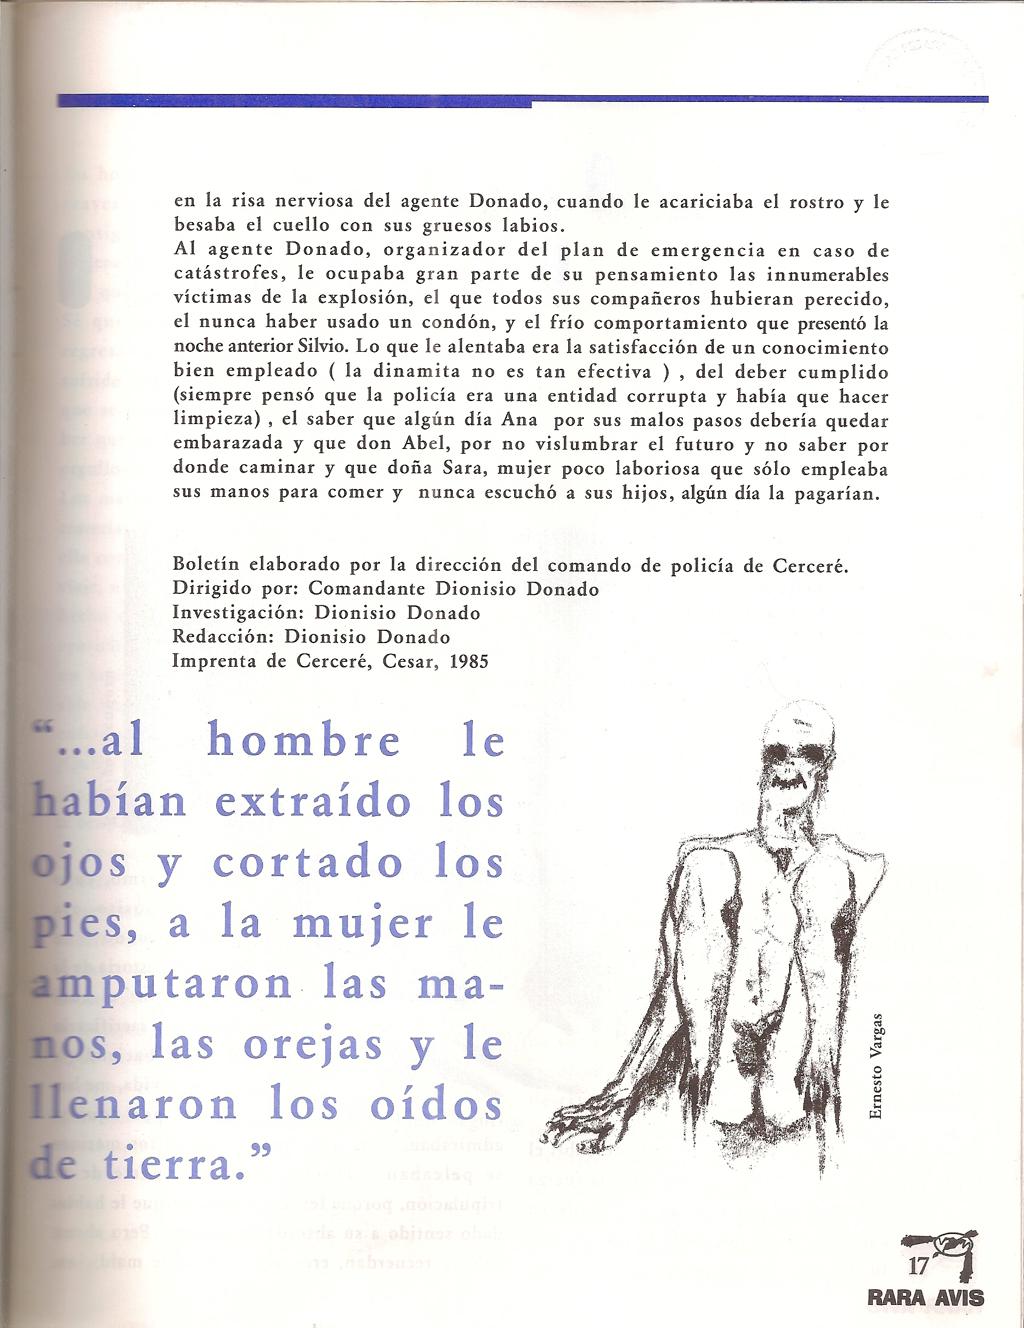 en la risa nerviosa del agente Donado, cuando le acariciaba el rostro y le
besaba el cuello con sus gruesos labios.
Al agente Donado, organizador del plan de emergencia en caso de
catástrofes, le ocupaba gran parte de su pensamiento las innumerables
víctimas de la explosión, el que todos sus compañeros hubieran perecido,
el nunca haber usado un condón, y el frío comportamiento que presentó la
noche anterior Silvio. Lo que le alentaba era la satisfacción de un conocimiento
bien empleado ( la dinamita no es tan efectiva ) , del deber cumplido
(siempre pensó que la policía era una entidad corrupta y había que hacer
limpieza) , el saber que algún día Ana por sus malos pasos debería quedar
embarazada y que don Abel, por no vislumbrar el futuro y no saber por
donde caminar y que doña Sara, mujer poco laboriosa que sólo empleaba
sus manos para comer y nunca escuchó a sus hijos, algún día la pagarían.
Boletín elaborado por la dirección del comando de policía de Cerceré.
Dirigido por: Comandante Dionisio Donado
Investigación: Dionisio Donado
Redacción: Dionisio Donado
Imprenta de Cerceré, Cesar, 1985
“...al hombre le
habían extraído los
ojos y cortado los
pies, a la mujer le
amputaron las ma-
nos, las orejas y le
llenaron los oídos
de tierra.”
Ernesto Vargas
17
RARA AVIS